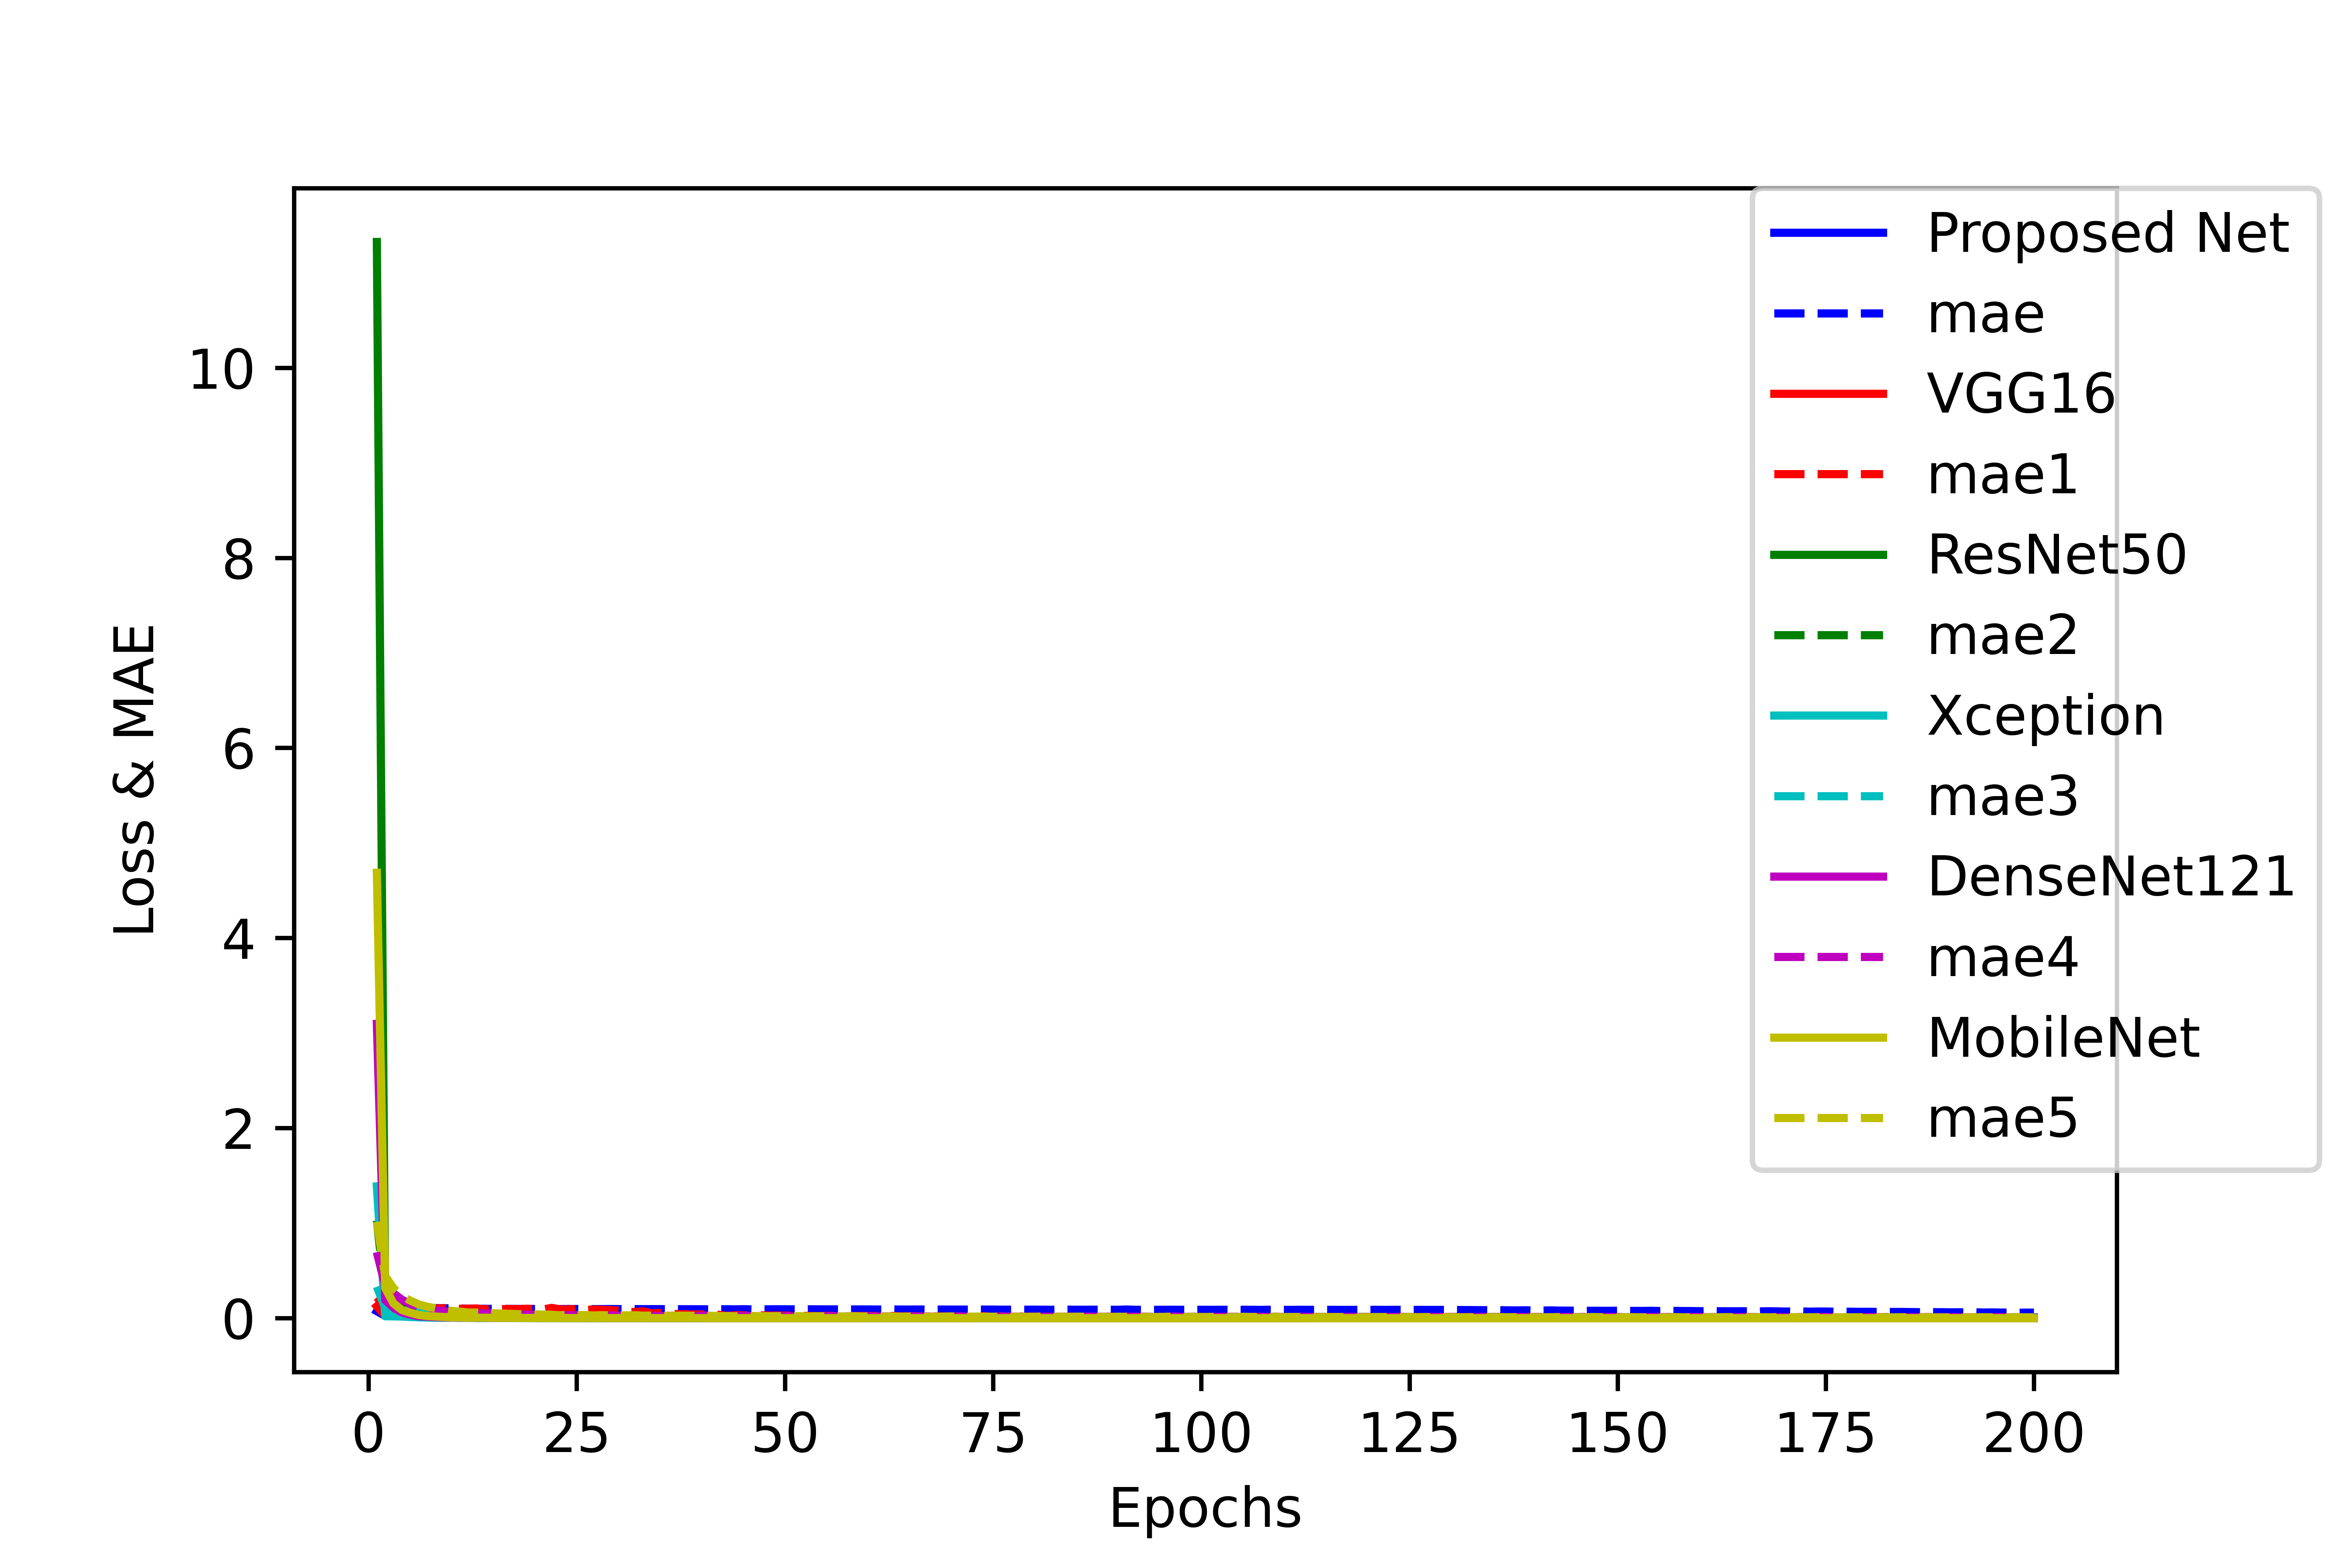 Loss & MAE
10
8
6
4
2
0
0 25 50 75 100 125 150 175 200
Epochs
Proposed Net
mae
VGG16
mae1
ResNet50
mae2
Xception
mae3
DenseNet121
mae4
MobileNet
mae5